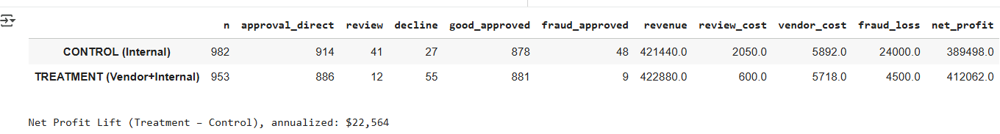 n approval_direct review decline good_approved fraud_approved revenue review_cost vendor_cost fraud_loss net_profit
CONTROL (Internal) 982 914 41 27 878 48 421440.0 2050.0 5892.0 24000.0 389498.0
TREATMENT (Vendor+Internal) 953 886 12 55 881 9 422880.0 600.0 5718.0 4500.0 412062.0
Net Profit Lift (Treatment – Control), annualized: $22,564